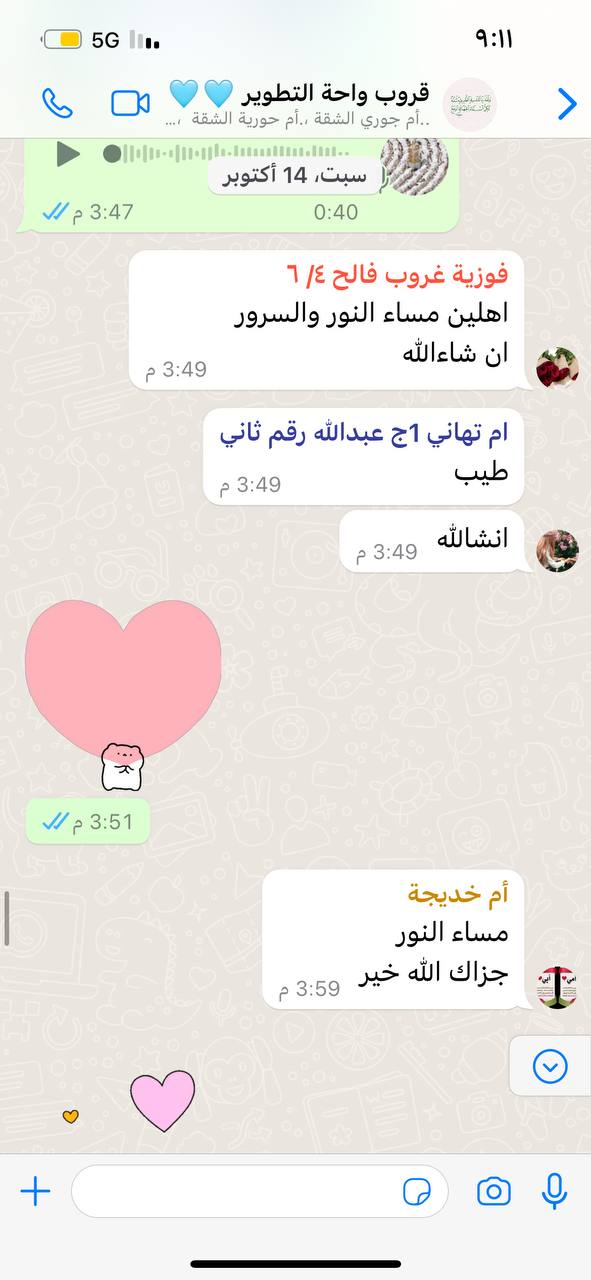 ٩:١١
5G
قروب واحة التطوير 🩵🩵
..أم جوري الشقة ،.أم حورية الشقة ،...
سبت، 14 أكتوبر
0:40
3:47 م
فوزية غروب فالح ٤/ ٦
اهلين مساء النور والسرور
ان شاءالله
3:49 م
ام تهاني 1ج عبدالله رقم ثاني
طيب
3:49 م
انشالله
3:49 م
3:51 م
أم خديجة
مساء النور
جزاك الله خير
3:59 م